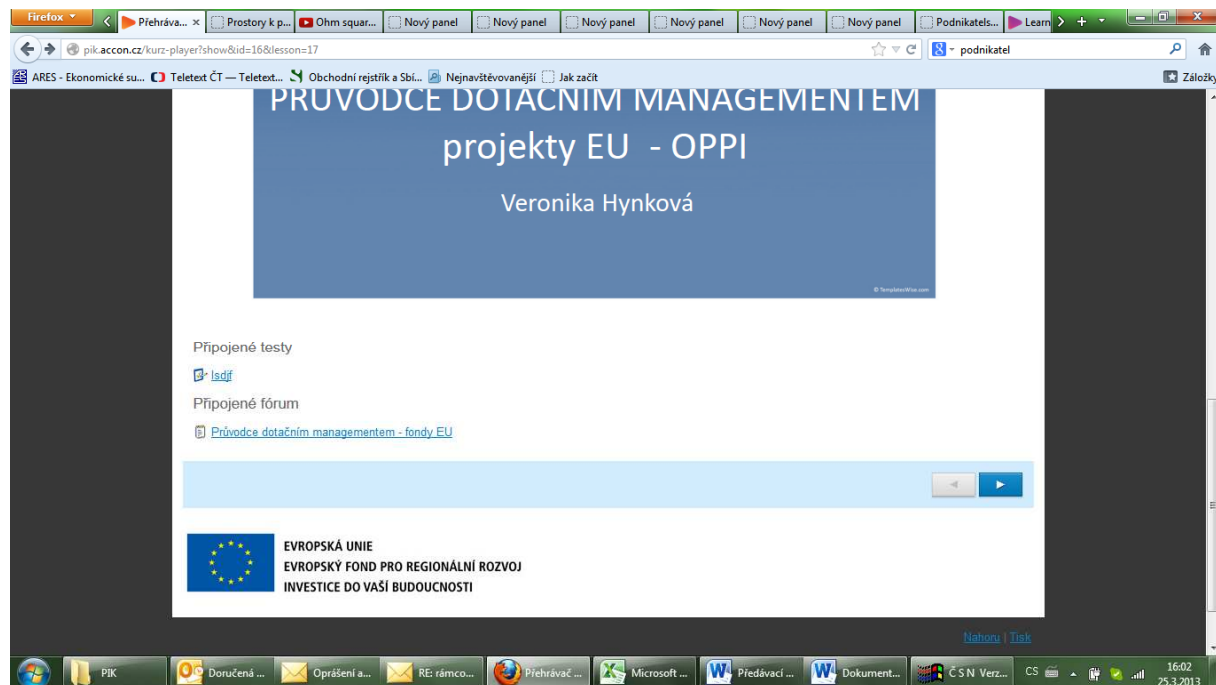 Firefox
Přehráva... ×
Prostory k p...
Ohm squar...
Nový panel
Nový panel
Nový panel
Nový panel
Nový panel
Nový panel
Podnikatels...
Learn
pik.accon.cz/kurz-player?show&id=16&lesson=17
podnikatel
ARES - Ekonomické su...
Teletext ČT — Teletext...
Obchodní rejstřík a Sbí...
Nejnavštěvovanější
Jak začít
Záložky
PRŮVODCE DOTAČNÍM MANAGEMENTEM
projekty EU - OPPI
Veronika Hynková
© TemplatesWise.com
Připojené testy
lsdjf
Připojené fórum
Průvodce dotačním managementem - fondy EU
EVROPSKÁ UNIE
EVROPSKÝ FOND PRO REGIONÁLNÍ ROZVOJ
INVESTICE DO VAŠÍ BUDOUCNOSTI
Nahoru | Tisk
PIK
Doručená ...
Oprášení a...
RE: rámco...
Přehrávač ...
Microsoft ...
Předávací ...
Dokument...
Č S N Verz...
CS
16:02
25.3.2013